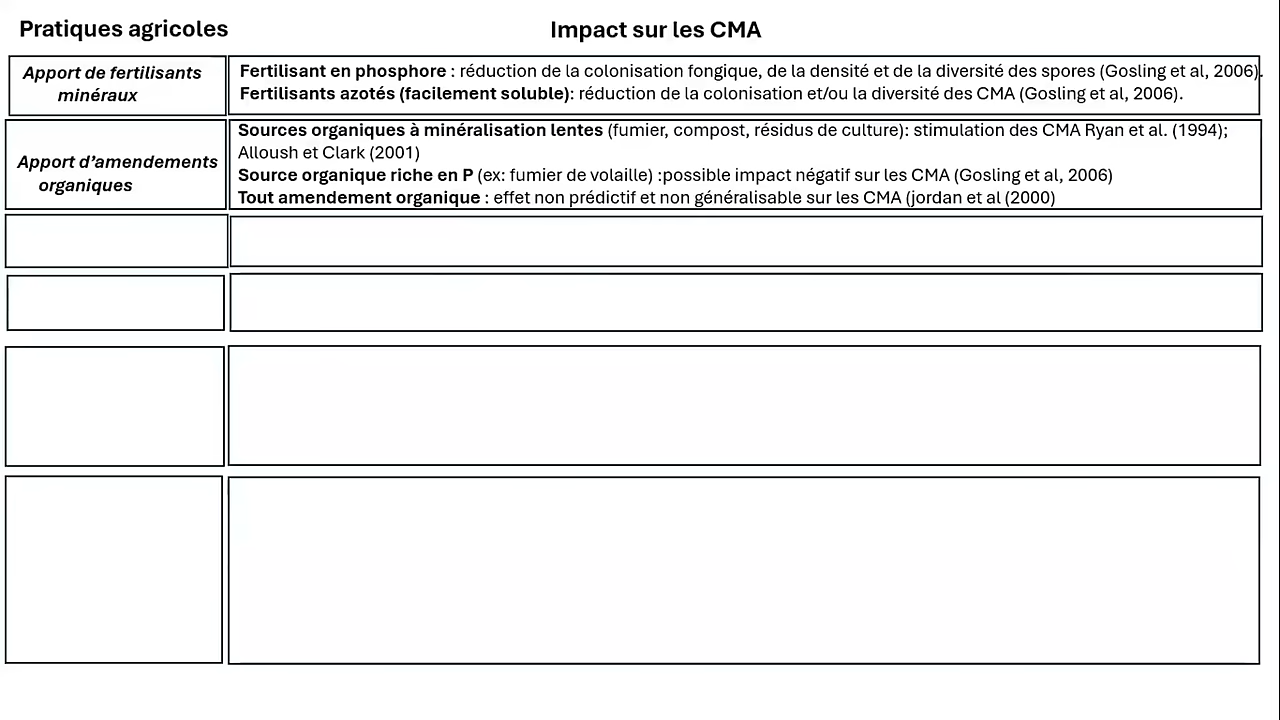 Pratiques agricoles
Impact sur les CMA
Apport de fertilisants
minéraux
Fertilisant en phosphore : réduction de la colonisation fongique, de la densité et de la diversité des spores (Gosling et al, 2006).
Fertilisants azotés (facilement soluble): réduction de la colonisation et/ou la diversité des CMA (Gosling et al, 2006).
Apport d’amendements
organiques
Sources organiques à minéralisation lentes (fumier, compost, résidus de culture): stimulation des CMA Ryan et al. (1994);
Alloush et Clark (2001)
Source organique riche en P (ex: fumier de volaille) :possible impact négatif sur les CMA (Gosling et al, 2006)
Tout amendement organique : effet non prédictif et non généralisable sur les CMA (jordan et al (2000)